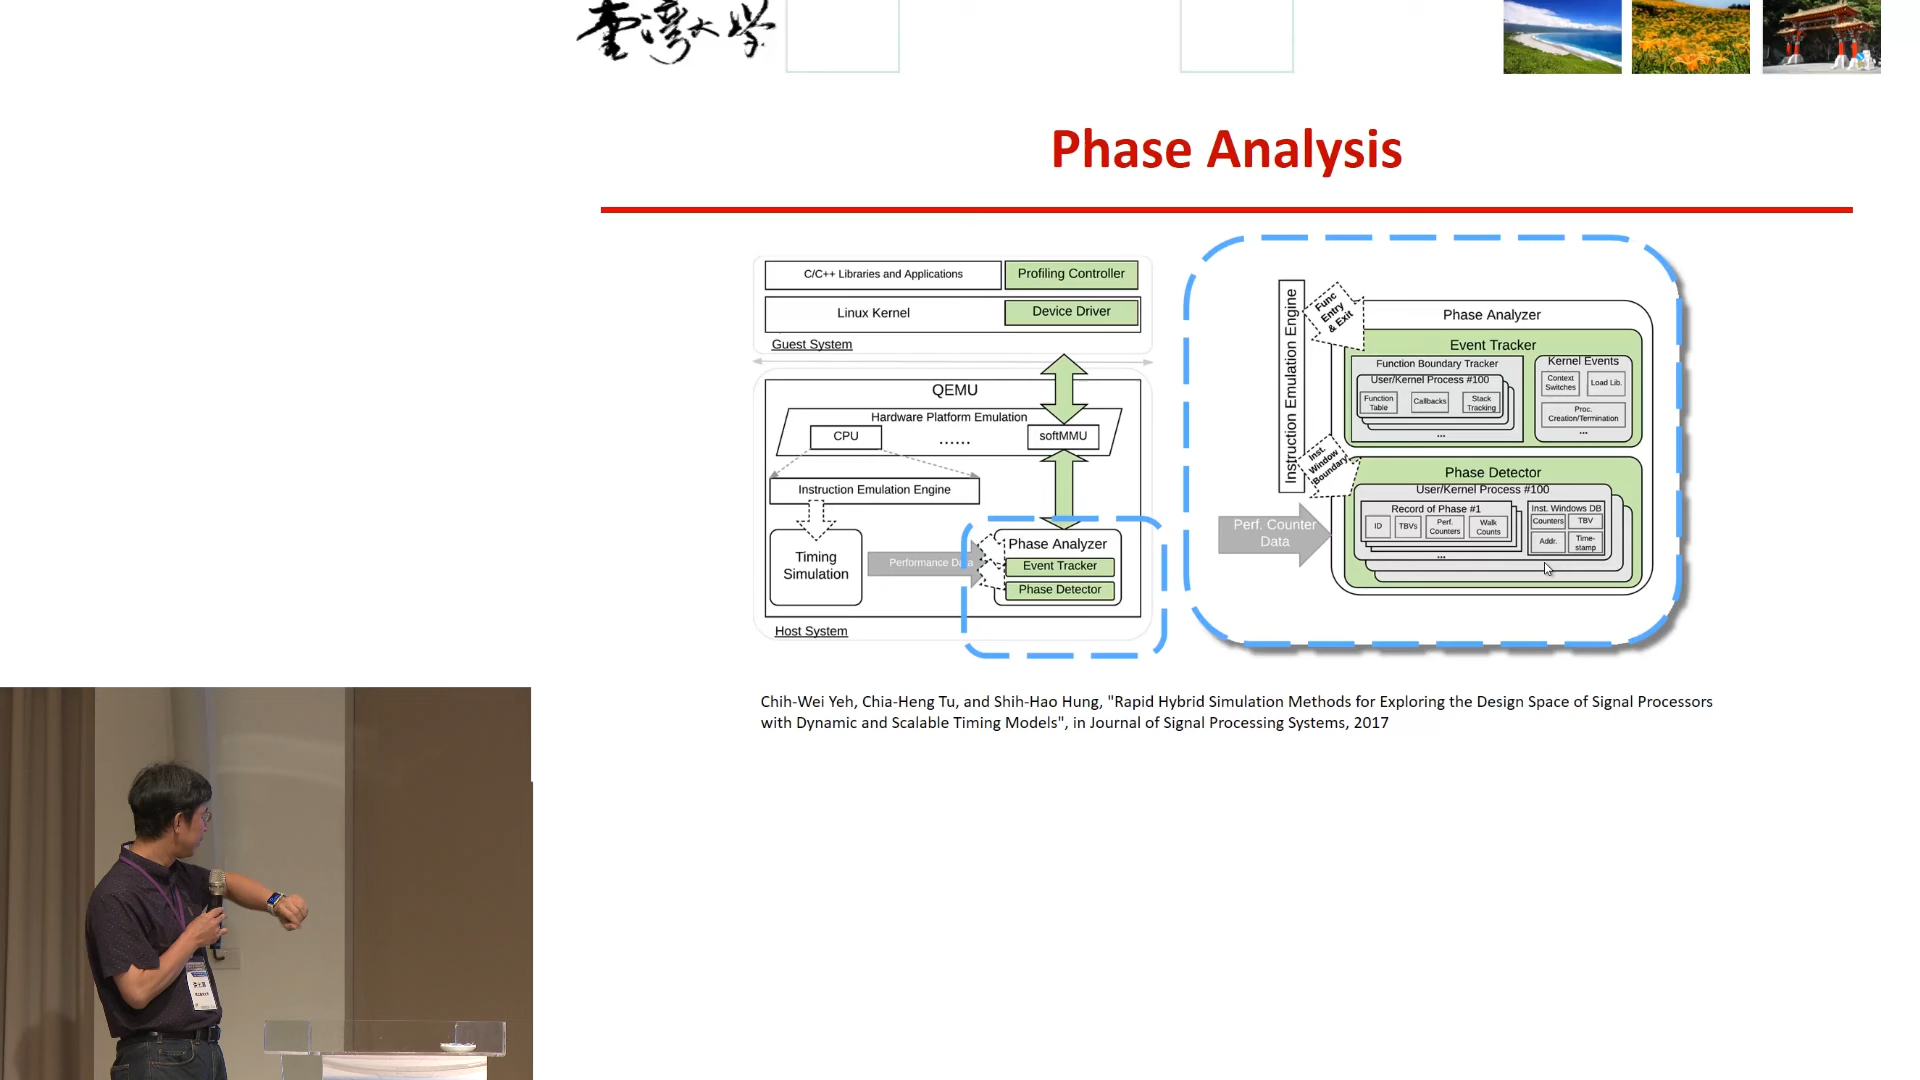 臺灣大學
Phase Analysis
C/C++ Libraries and Applications
Profiling Controller
Linux Kernel
Device Driver
Guest System
QEMU
Hardware Platform Emulation
CPU
......
softMMU
Instruction Emulation Engine
Timing
Simulation
Performance Data
Phase Analyzer
Event Tracker
Phase Detector
Host System
Instruction Emulation Engine
Func
Entry
& Exit
Phase Analyzer
Event Tracker
Function Boundary Tracker
User/Kernel Process #100
Function
Table
Callbacks
Stack
Tracking
...
Kernel Events
Context
Switches
Load Lib.
Proc.
Creation/Termination
...
Inst.
Window
Boundary
Perf. Counter
Data
Phase Detector
User/Kernel Process #100
Record of Phase #1
ID
TBVs
Perf.
Counters
Walk
Counts
...
Inst. Windows DB
Counters
TBV
Addr.
Time-
stamp
Chih-Wei Yeh, Chia-Heng Tu, and Shih-Hao Hung, "Rapid Hybrid Simulation Methods for Exploring the Design Space of Signal Processors
with Dynamic and Scalable Timing Models", in Journal of Signal Processing Systems, 2017